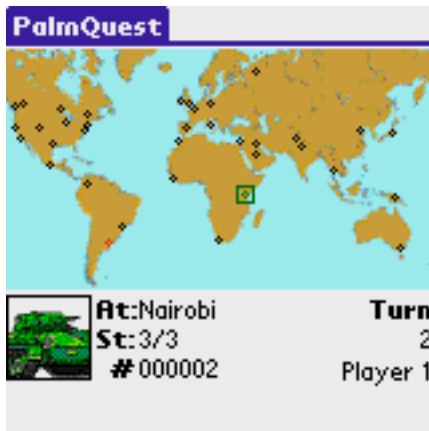 PalmQuest
At:Nairobi Turn
St:3/3 2
# 000002 Player 1